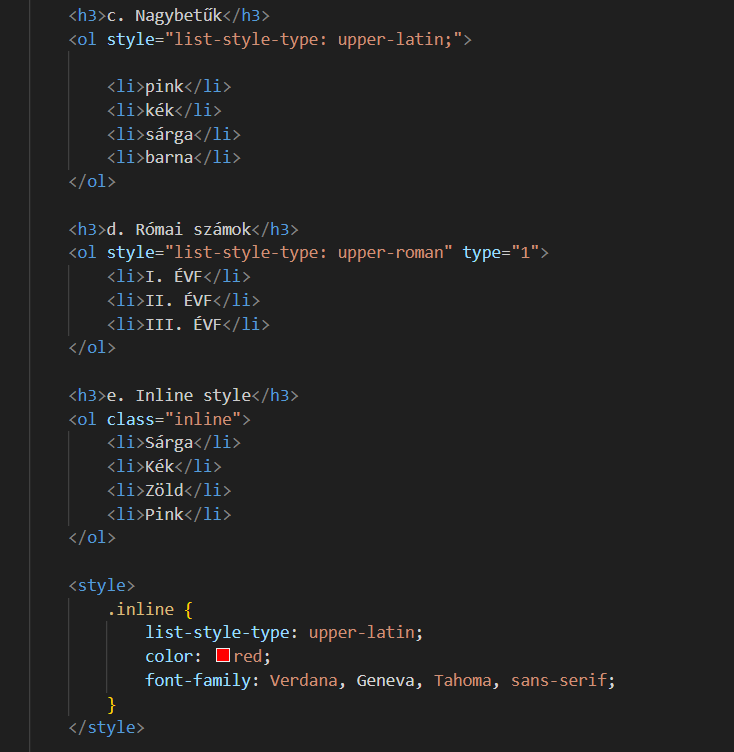 <h3>c. Nagybetűk</h3>
<ol style="list-style-type: upper-latin;">
<li>pink</li>
<li>kék</li>
<li>sárga</li>
<li>barna</li>
</ol>
<h3>d. Római számok</h3>
<ol style="list-style-type: upper-roman" type="1">
<li>I. ÉVF</li>
<li>II. ÉVF</li>
<li>III. ÉVF</li>
</ol>
<h3>e. Inline style</h3>
<ol class="inline">
<li>Sárga</li>
<li>Kék</li>
<li>Zöld</li>
<li>Pink</li>
</ol>
<style>
.inline {
list-style-type: upper-latin;
color: red;
font-family: Verdana, Geneva, Tahoma, sans-serif;
}
</style>